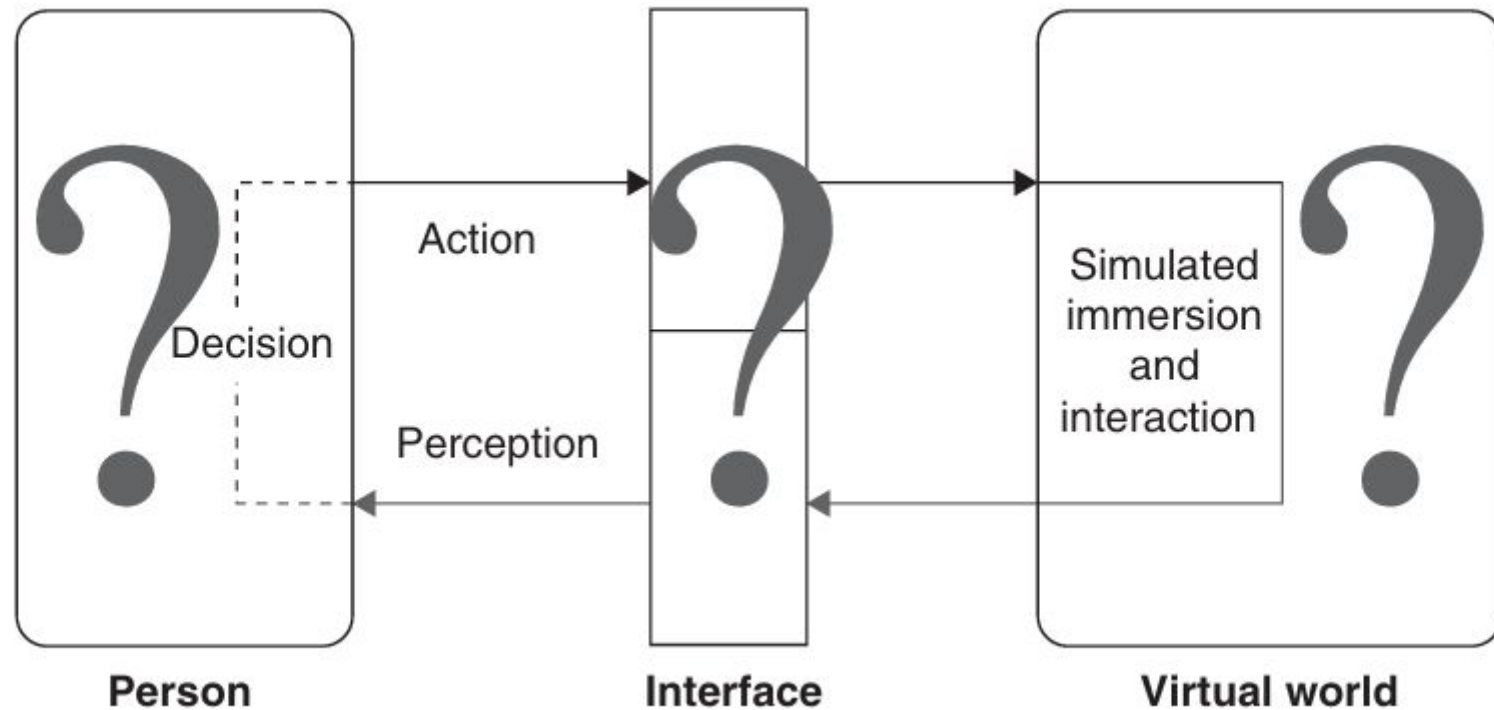 ?
?
?
Action
Decision
Perception
Simulated
immersion
and
interaction
Person
Interface
Virtual world